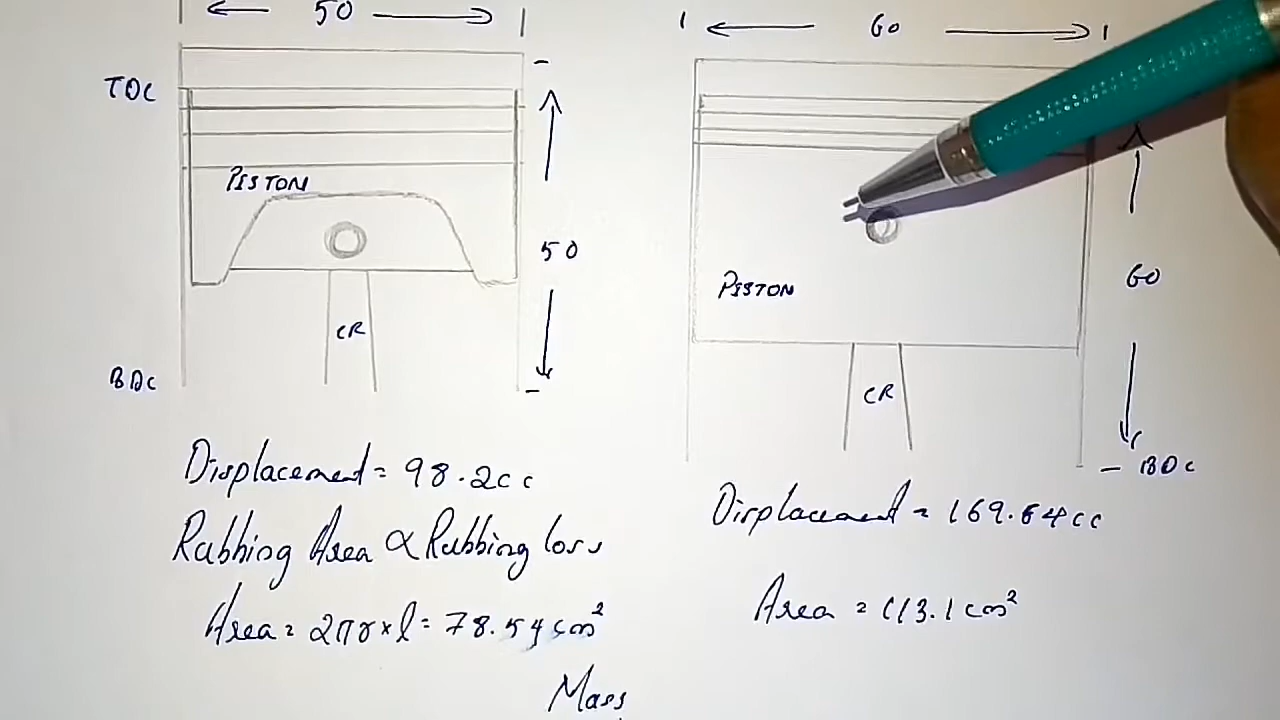 50
60
TDC
PISTON
50
CR
BDC
PISTON
60
CR
BDC
Displacement = 98.2cc
Rubbing Area ∝ Rubbing loss
Area = 2πr×l = 78.54cm²
Displacement = 169.64cc
Area = 113.1cm²
Mass